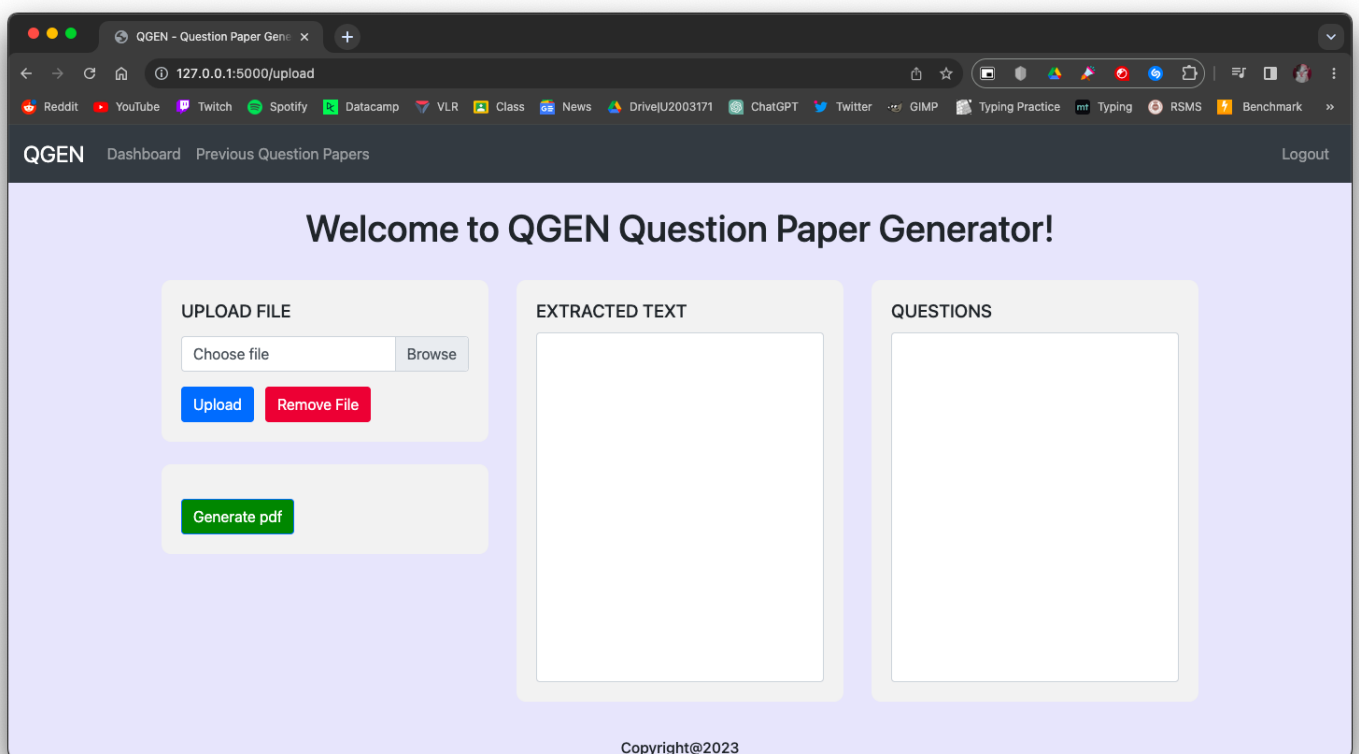 QGEN - Question Paper Gene
127.0.0.1:5000/upload
Reddit YouTube Twitch Spotify Datacamp VLR Class News Drive|U2003171 ChatGPT Twitter GIMP Typing Practice mt Typing RSMS Benchmark »
QGEN Dashboard Previous Question Papers Logout
Welcome to QGEN Question Paper Generator!
UPLOAD FILE
Choose file Browse
Upload Remove File
Generate pdf
EXTRACTED TEXT
QUESTIONS
Copyright@2023